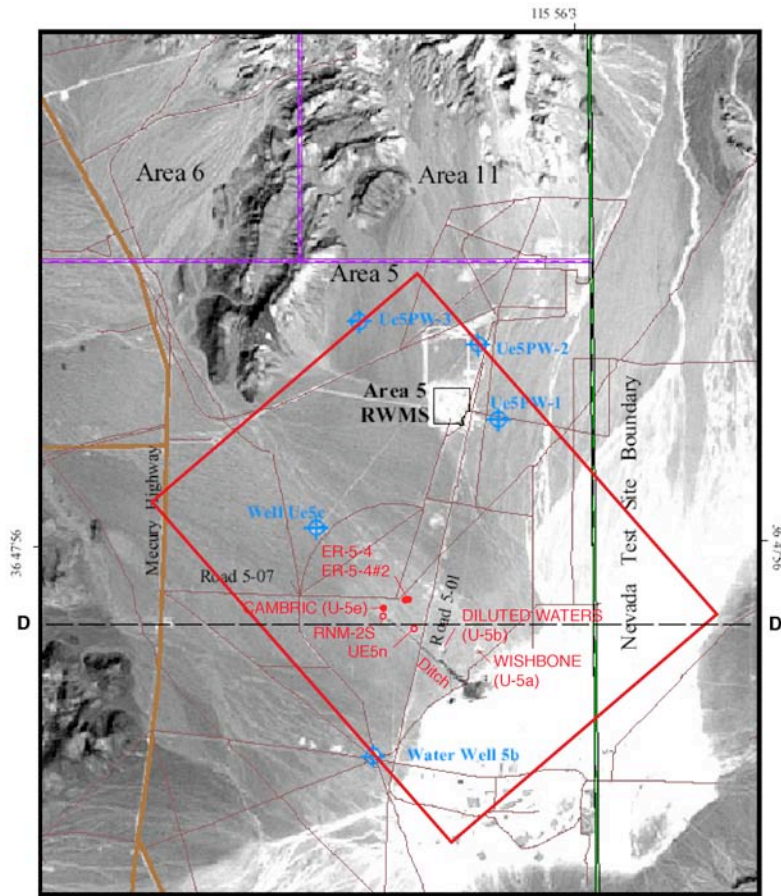 115 56'3
Area 6
Area 11
Area 5
Ue5PW-3
Ue5PW-2
Area 5
RWMS
Ue5PW-1
Mecury Highway
Nevada Test Site Boundary
Well Ue5c
36 47'56
36 47'56
ER-5-4
ER-5-4#2
Road 5-07
CAMBRIC (U-5e)
Road 5-01
DILUTED WATERS
(U-5b)
D
D
RNM-2S
UE5n
WISHBONE
(U-5a)
Ditch
Water Well 5b